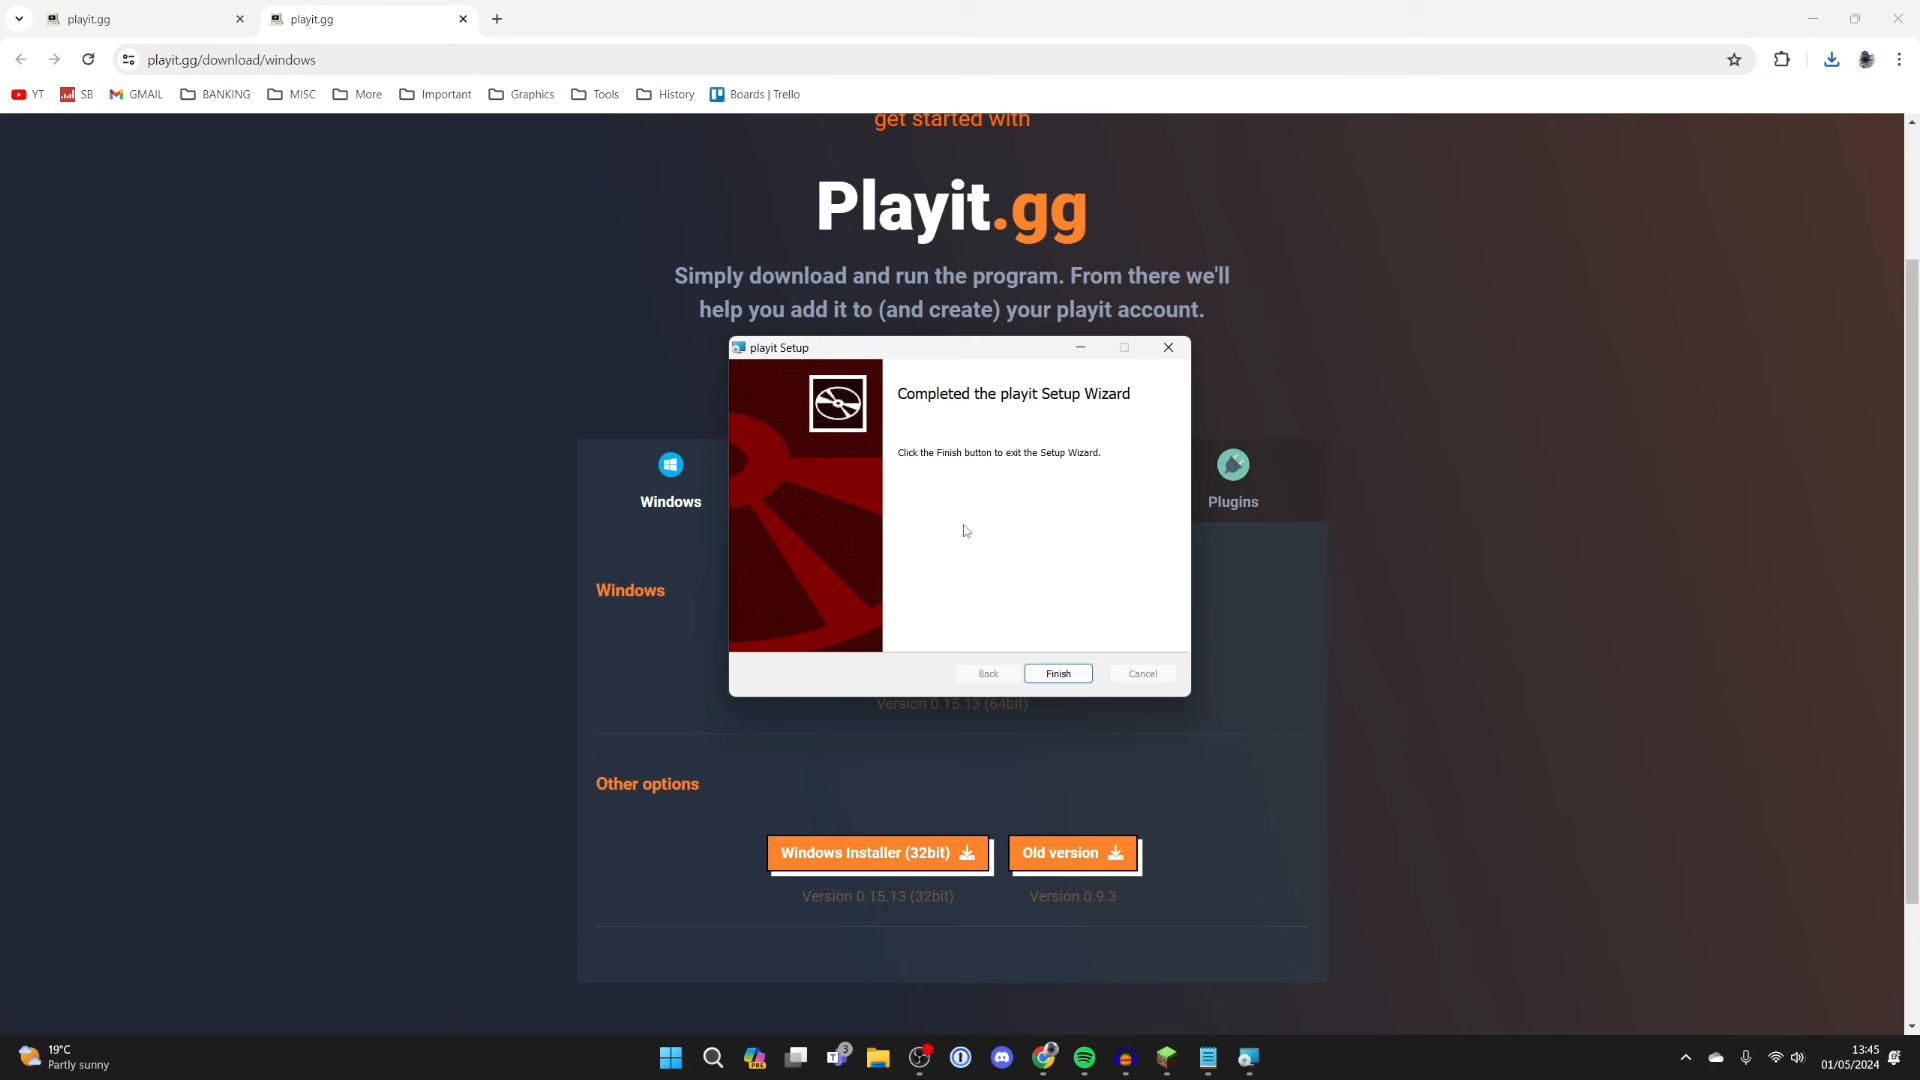 playit.gg
playit.gg
playit.gg/download/windows
YT
SB
GMAIL
BANKING
MISC
More
Important
Graphics
Tools
History
Boards | Trello
get started with
Playit.gg
Simply download and run the program. From there we'll
help you add it to (and create) your playit account.
playit Setup
Completed the playit Setup Wizard
Click the Finish button to exit the Setup Wizard.
Back
Finish
Cancel
Windows
Plugins
Windows
Version 0.15.13 (64bit)
Other options
Windows Installer (32bit)
Old version
Version 0.15.13 (32bit)
Version 0.9.3
19°C
Partly sunny
PRE
3
13:45
01/05/2024